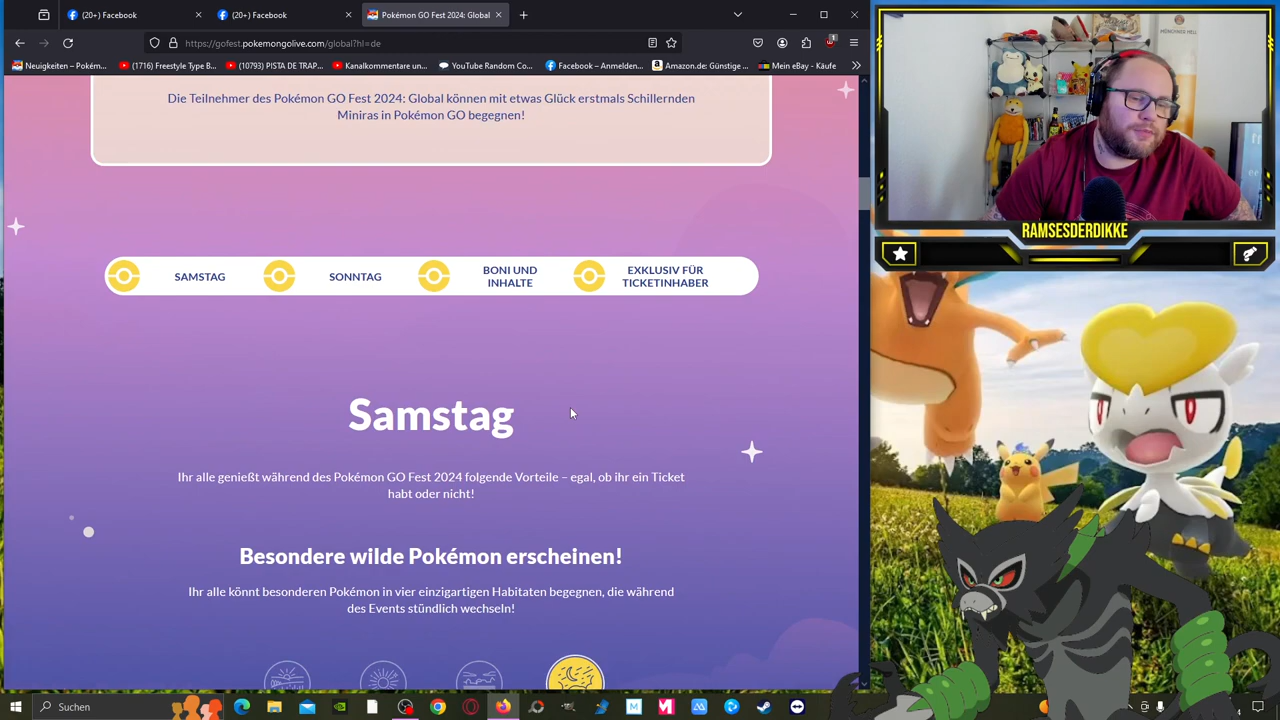 (20+) Facebook
(20+) Facebook
Pokémon GO Fest 2024: Global
https://gofest.pokemongolive.com/global?hl=de
1
Neuigkeiten – Pokém...
(1716) Freestyle Type B...
(10793) PISTA DE TRAP...
Kanalkommentare un...
YouTube Random Co...
Facebook – Anmelden...
Amazon.de: Günstige ...
Mein eBay - Käufe
Die Teilnehmer des Pokémon GO Fest 2024: Global können mit etwas Glück erstmals Schillernden
Miniras in Pokémon GO begegnen!
SAMSTAG
SONNTAG
BONI UND
INHALTE
EXKLUSIV FÜR
TICKETINHABER
Samstag
Ihr alle genießt während des Pokémon GO Fest 2024 folgende Vorteile – egal, ob ihr ein Ticket
habt oder nicht!
Besondere wilde Pokémon erscheinen!
Ihr alle könnt besonderen Pokémon in vier einzigartigen Habitaten begegnen, die während
des Events stündlich wechseln!
RAMSESDERDIKKE
Suchen